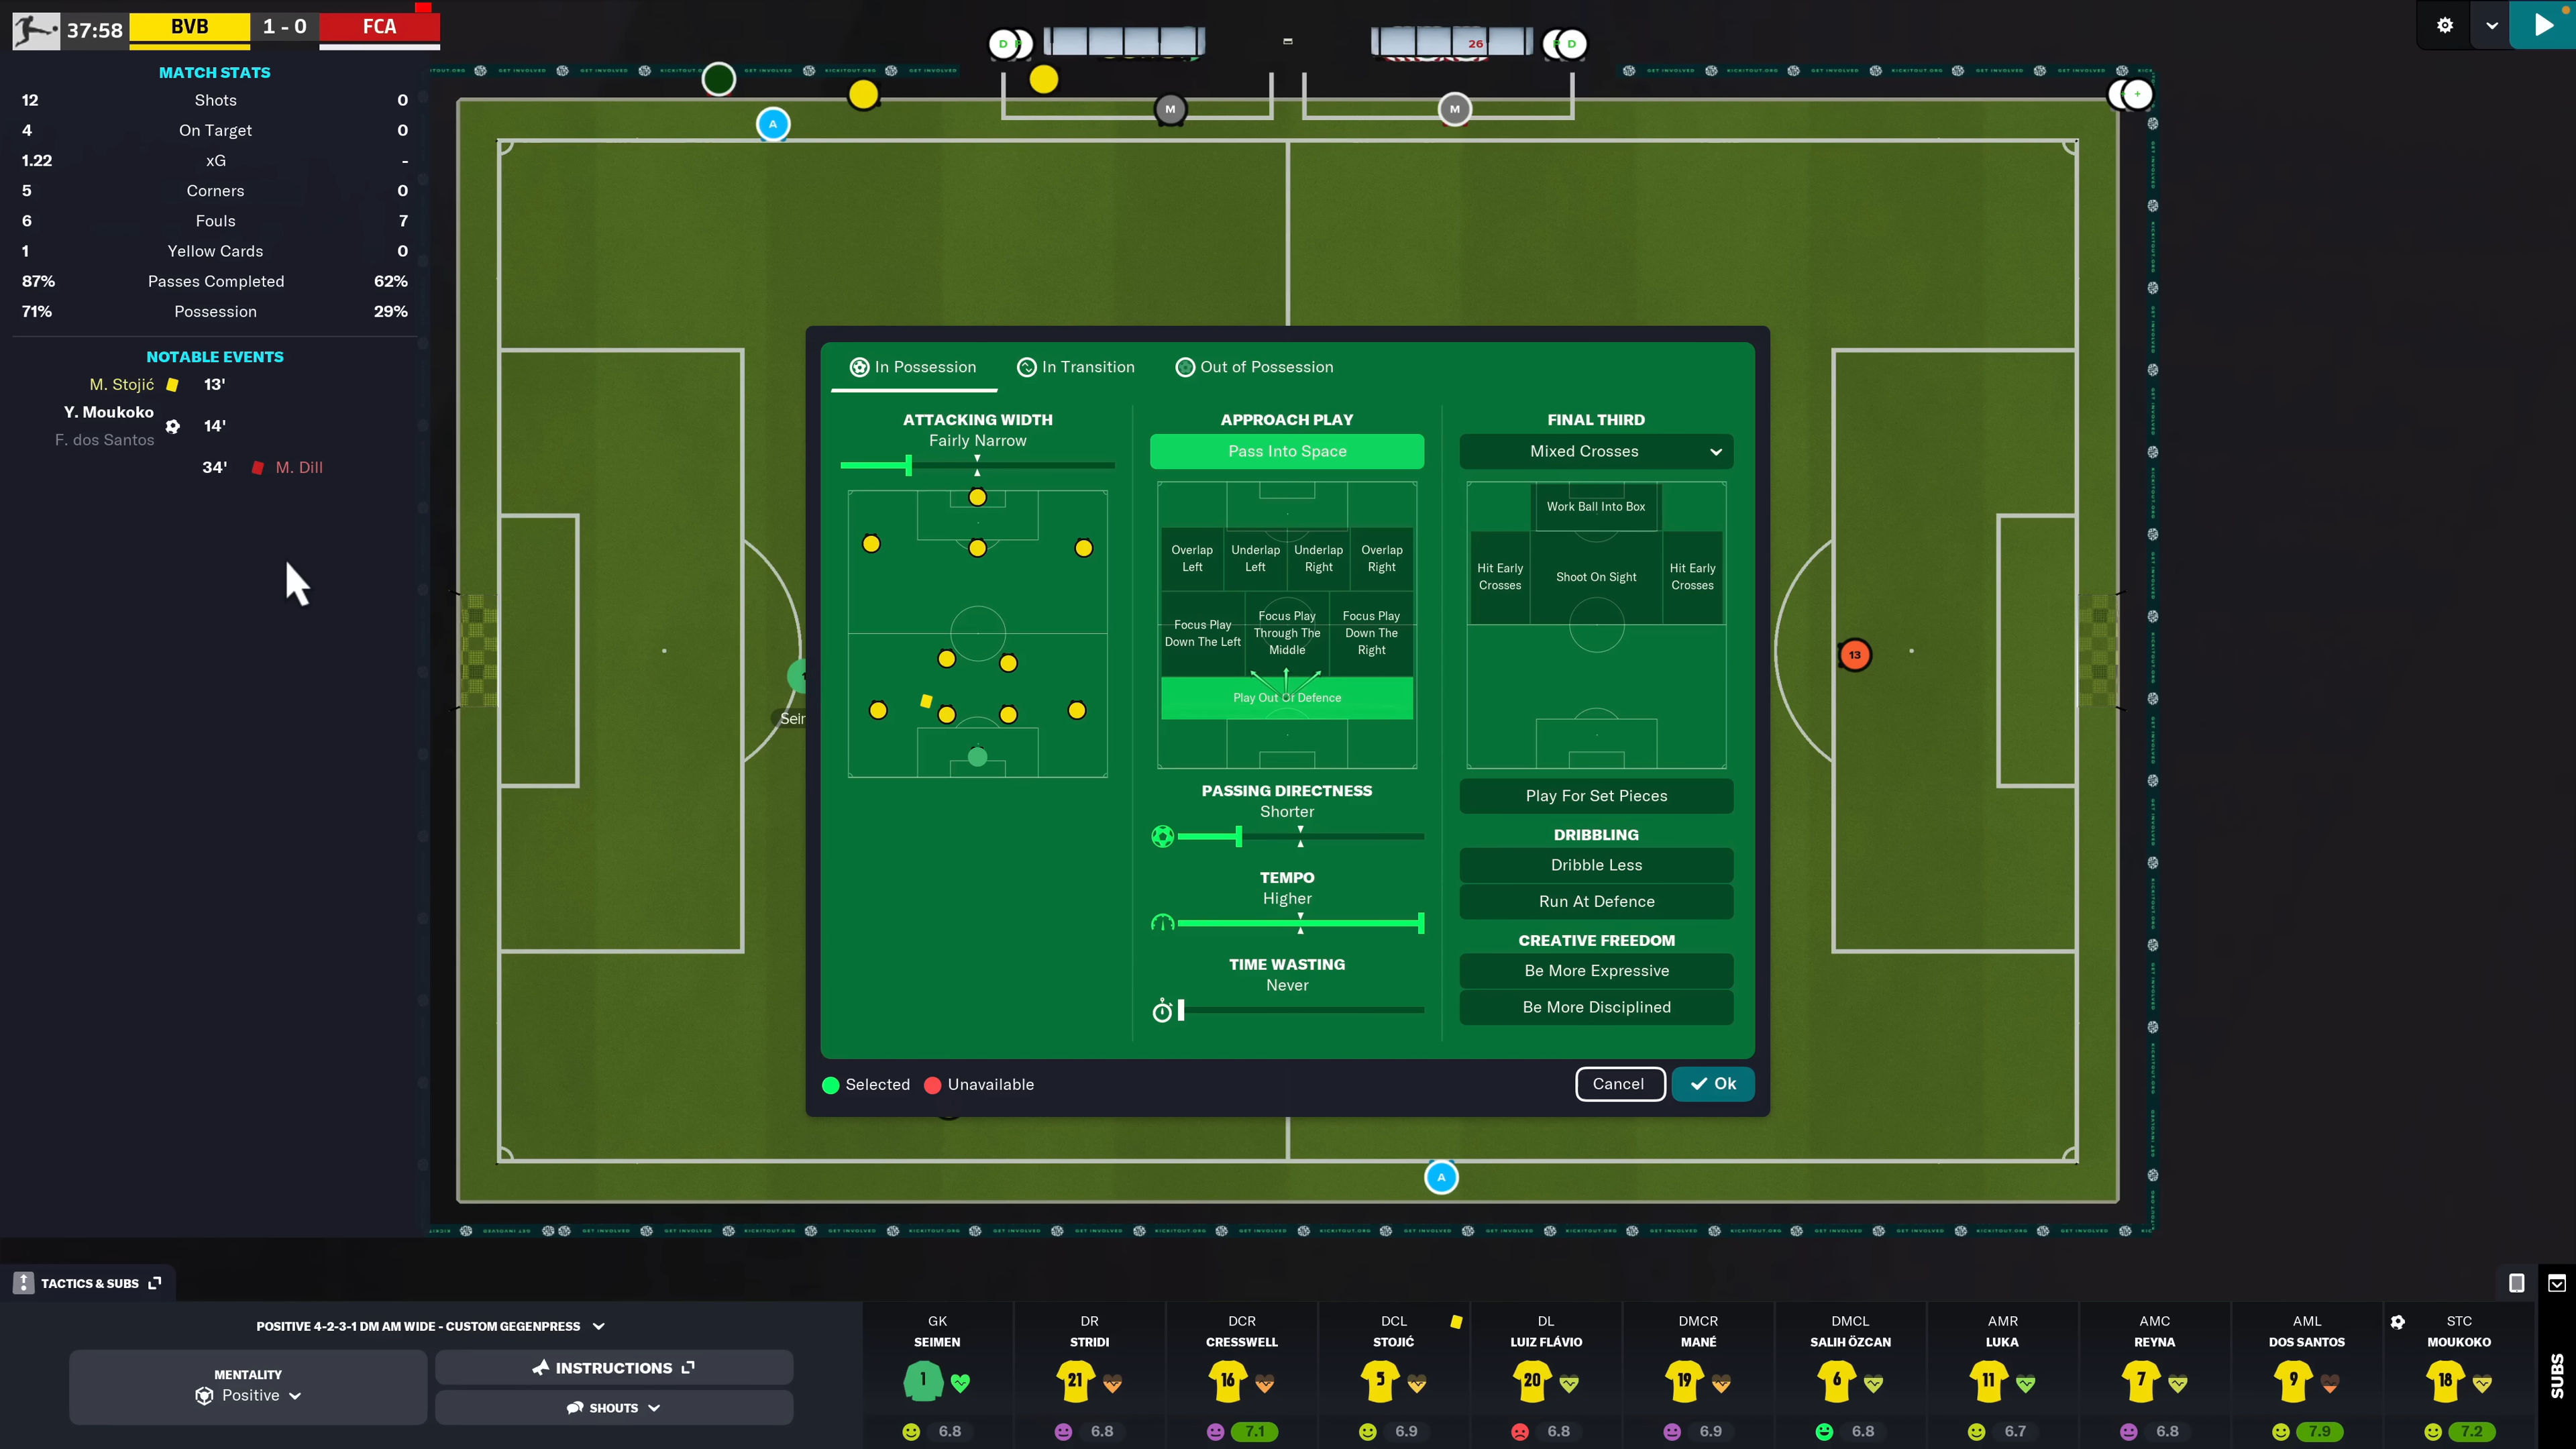 37:58 BVB 1 - 0 FCA
MATCH STATS
12 Shots 0
4 On Target 0
1.22 xG -
5 Corners 0
6 Fouls 7
1 Yellow Cards 0
87% Passes Completed 62%
71% Possession 29%
NOTABLE EVENTS
M. Stojić 13'
Y. Moukoko 14'
F. dos Santos
34' M. Dill
D D
26
M M
A
13
A
In Possession In Transition Out of Possession
ATTACKING WIDTH
Fairly Narrow
APPROACH PLAY
Pass Into Space
Overlap Left
Underlap Left
Underlap Right
Overlap Right
Focus Play Down The Left
Focus Play Through The Middle
Focus Play Down The Right
Play Out Of Defence
PASSING DIRECTNESS
Shorter
TEMPO
Higher
TIME WASTING
Never
FINAL THIRD
Mixed Crosses
Work Ball Into Box
Hit Early Crosses
Shoot On Sight
Hit Early Crosses
Play For Set Pieces
DRIBBLING
Dribble Less
Run At Defence
CREATIVE FREEDOM
Be More Expressive
Be More Disciplined
Selected Unavailable
Cancel Ok
TACTICS & SUBS
POSITIVE 4-2-3-1 DM AM WIDE - CUSTOM GEGENPRESS
MENTALITY
Positive
INSTRUCTIONS
SHOUTS
GK DR DCR DCL DL DMCR DMCL AMR AMC AML STC
SEIMEN STRIDI CRESSWELL STOJIĆ LUIZ FLÁVIO MANÉ SALIH ÖZCAN LUKA REYNA DOS SANTOS MOUKOKO
1 21 16 5 20 19 6 11 7 9 18
6.8 6.8 7.1 6.9 6.8 6.9 6.8 6.7 6.8 7.9 7.2
SUBS
GET INVOLVED KICKITOUT.ORG